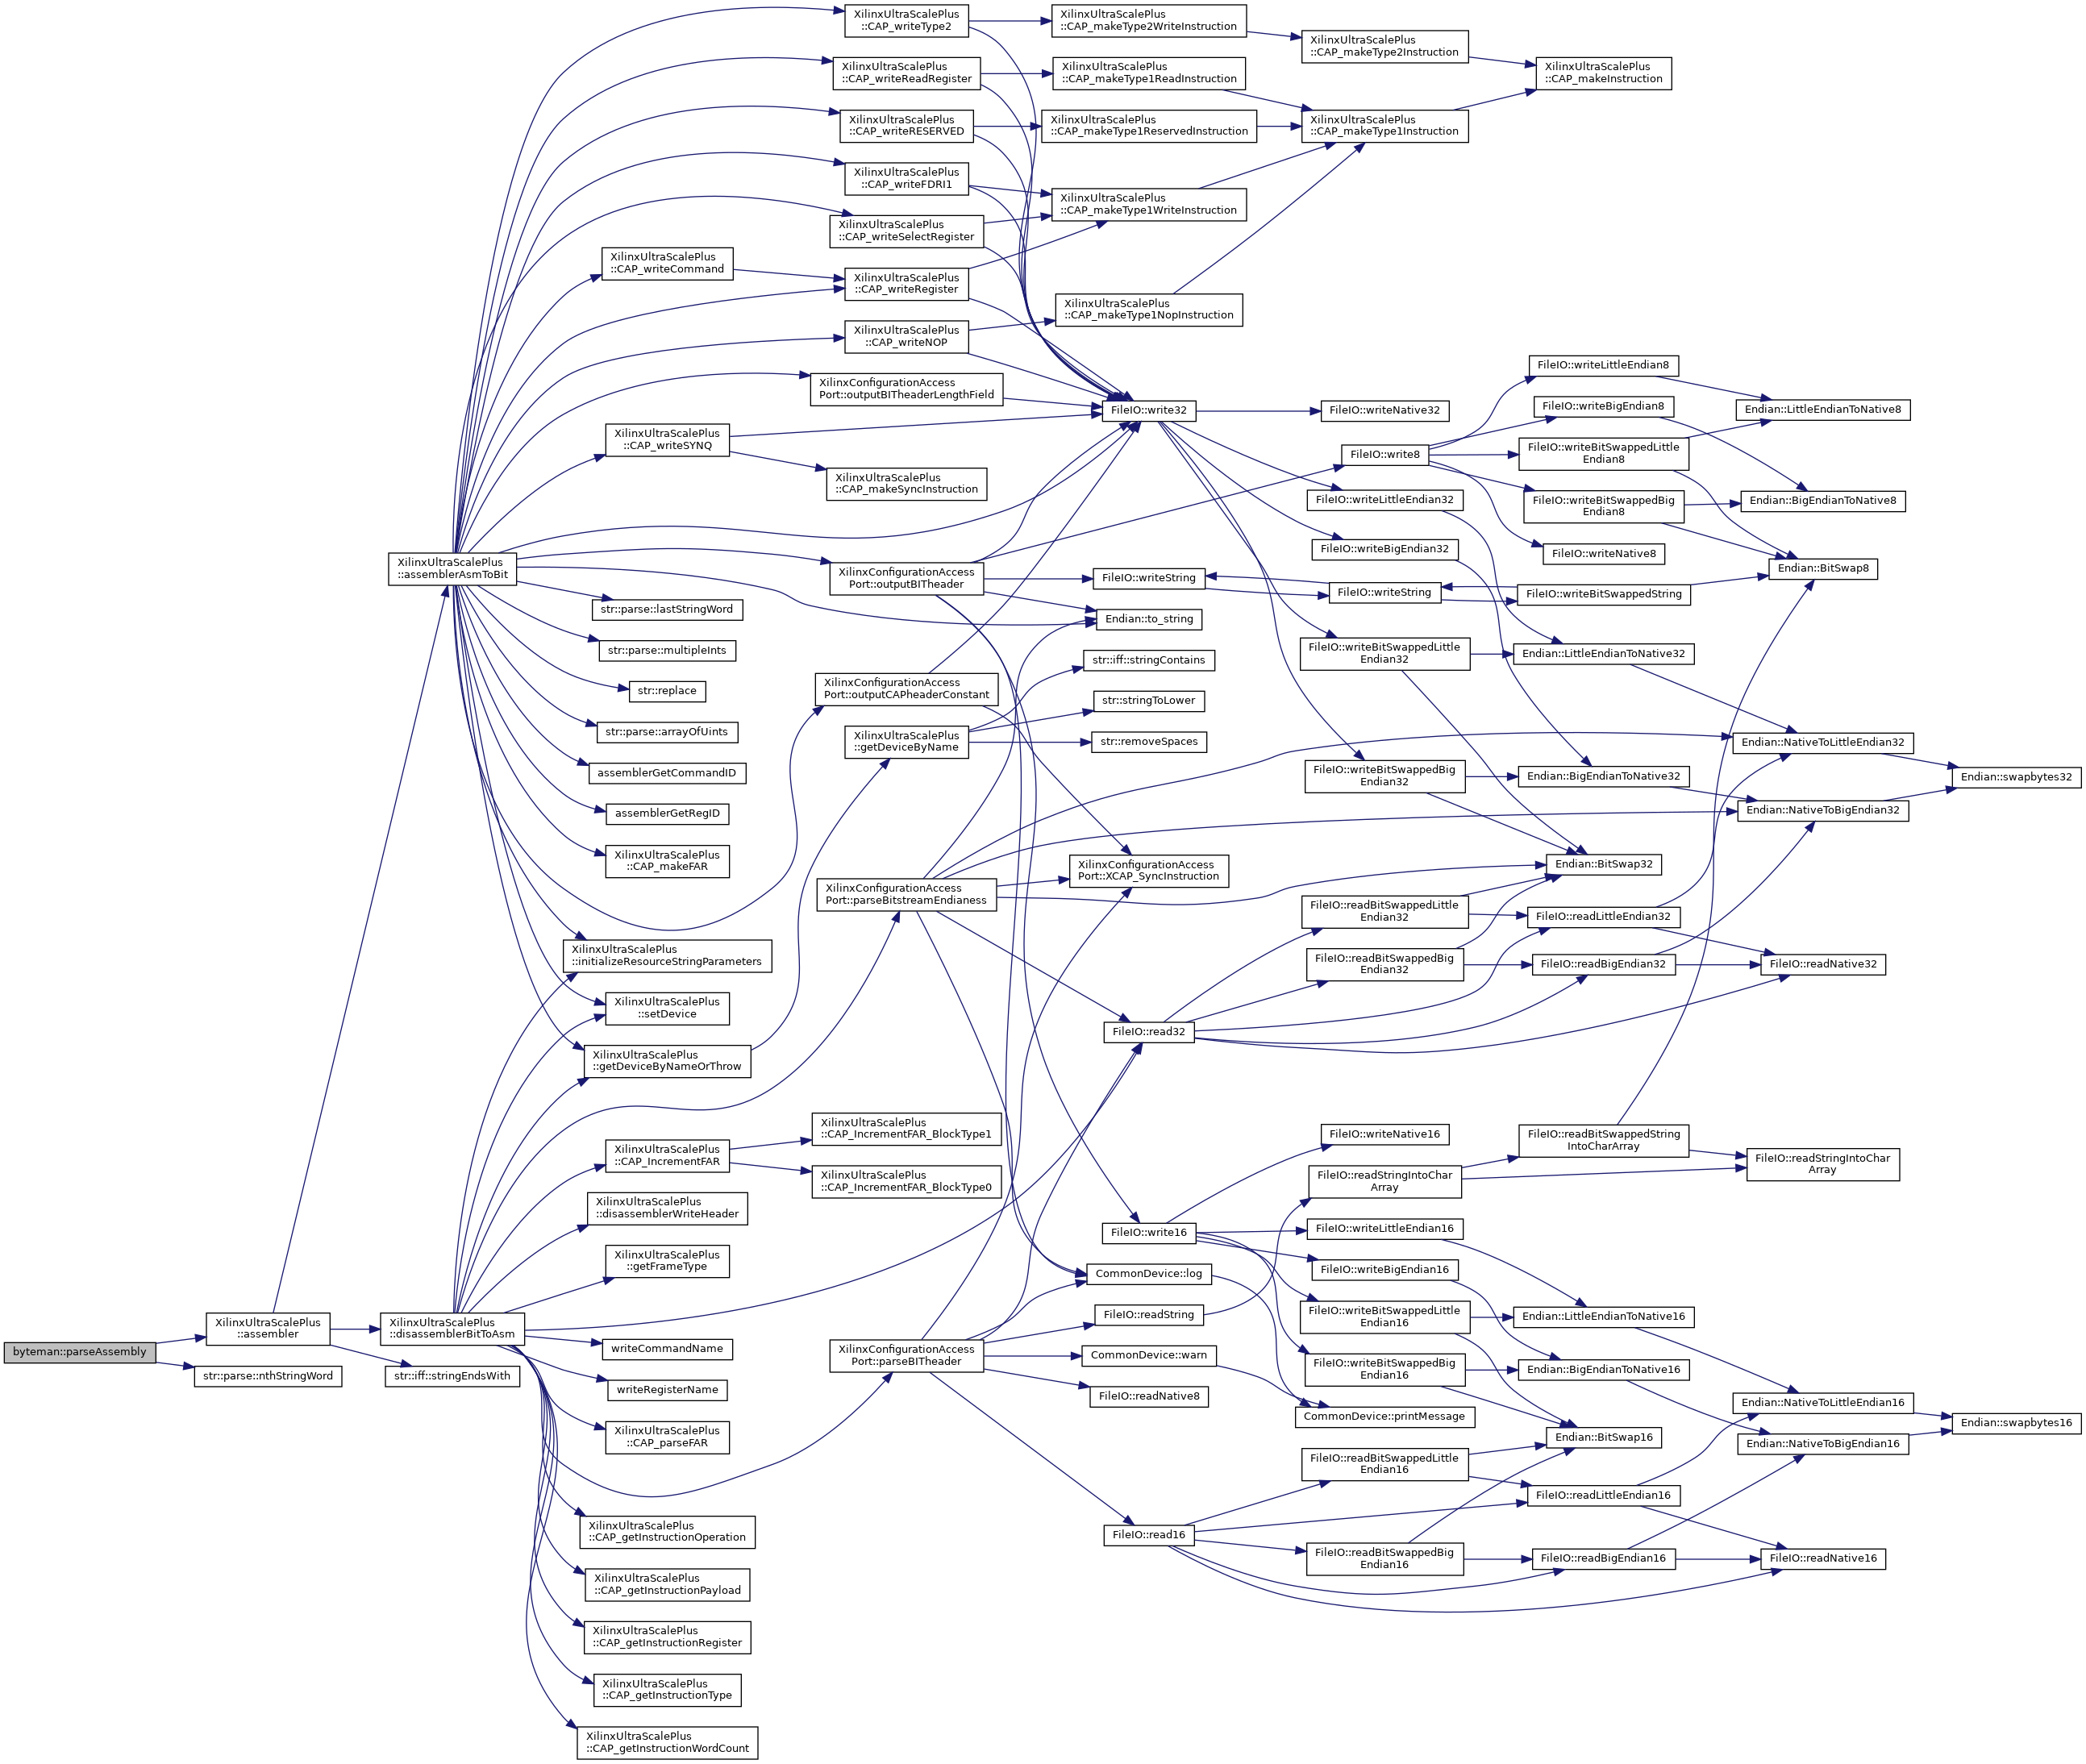 byteman::parseAssembly
XilinxUltraScalePlus
::assembler
str::parse::nthStringWord
XilinxUltraScalePlus
::assemblerAsmToBit
XilinxUltraScalePlus
::disassemblerBitToAsm
str::iff::stringEndsWith
XilinxUltraScalePlus
::CAP_writeCommand
XilinxUltraScalePlus
::CAP_writeSYNQ
str::parse::lastStringWord
str::parse::multipleInts
str::replace
str::parse::arrayOfUints
assemblerGetCommandID
assemblerGetRegID
XilinxUltraScalePlus
::CAP_makeFAR
XilinxUltraScalePlus
::initializeResourceStringParameters
XilinxUltraScalePlus
::setDevice
XilinxUltraScalePlus
::getDeviceByNameOrThrow
XilinxUltraScalePlus
::CAP_IncrementFAR
XilinxUltraScalePlus
::disassemblerWriteHeader
XilinxUltraScalePlus
::getFrameType
writeCommandName
writeRegisterName
XilinxUltraScalePlus
::CAP_parseFAR
XilinxUltraScalePlus
::CAP_getInstructionOperation
XilinxUltraScalePlus
::CAP_getInstructionPayload
XilinxUltraScalePlus
::CAP_getInstructionRegister
XilinxUltraScalePlus
::CAP_getInstructionType
XilinxUltraScalePlus
::CAP_getInstructionWordCount
XilinxUltraScalePlus
::CAP_writeType2
XilinxUltraScalePlus
::CAP_writeReadRegister
XilinxUltraScalePlus
::CAP_writeRESERVED
XilinxUltraScalePlus
::CAP_writeFDRI1
XilinxUltraScalePlus
::CAP_writeSelectRegister
XilinxUltraScalePlus
::CAP_writeRegister
XilinxUltraScalePlus
::CAP_writeNOP
XilinxConfigurationAccess
Port::outputBITheaderLengthField
XilinxUltraScalePlus
::CAP_makeSyncInstruction
XilinxConfigurationAccess
Port::outputBITheader
XilinxConfigurationAccess
Port::outputCAPheaderConstant
XilinxUltraScalePlus
::getDeviceByName
XilinxConfigurationAccess
Port::parseBitstreamEndianess
XilinxUltraScalePlus
::CAP_IncrementFAR_BlockType1
XilinxUltraScalePlus
::CAP_IncrementFAR_BlockType0
XilinxConfigurationAccess
Port::parseBITheader
XilinxUltraScalePlus
::CAP_makeType2WriteInstruction
XilinxUltraScalePlus
::CAP_makeType1ReadInstruction
XilinxUltraScalePlus
::CAP_makeType1ReservedInstruction
XilinxUltraScalePlus
::CAP_makeType1WriteInstruction
XilinxUltraScalePlus
::CAP_makeType1NopInstruction
FileIO::write32
FileIO::writeString
Endian::to_string
str::iff::stringContains
str::stringToLower
str::removeSpaces
XilinxConfigurationAccess
Port::XCAP_SyncInstruction
FileIO::read32
FileIO::write16
CommonDevice::log
FileIO::readString
CommonDevice::warn
FileIO::readNative8
FileIO::read16
XilinxUltraScalePlus
::CAP_makeType2Instruction
XilinxUltraScalePlus
::CAP_makeType1Instruction
FileIO::writeNative32
FileIO::write8
FileIO::writeLittleEndian32
FileIO::writeBigEndian32
FileIO::writeString
FileIO::writeBitSwappedLittle
Endian32
FileIO::writeBitSwappedBig
Endian32
FileIO::readBitSwappedLittle
Endian32
FileIO::readBitSwappedBig
Endian32
FileIO::writeNative16
FileIO::readStringIntoChar
Array
FileIO::writeLittleEndian16
FileIO::writeBigEndian16
FileIO::writeBitSwappedLittle
Endian16
FileIO::writeBitSwappedBig
Endian16
CommonDevice::printMessage
FileIO::readBitSwappedLittle
Endian16
FileIO::readBitSwappedBig
Endian16
XilinxUltraScalePlus
::CAP_makeInstruction
FileIO::writeLittleEndian8
FileIO::writeBigEndian8
FileIO::writeBitSwappedLittle
Endian8
FileIO::writeBitSwappedBig
Endian8
FileIO::writeNative8
FileIO::writeBitSwappedString
Endian::LittleEndianToNative32
Endian::BigEndianToNative32
Endian::BitSwap32
FileIO::readLittleEndian32
FileIO::readBigEndian32
FileIO::readBitSwappedString
IntoCharArray
Endian::LittleEndianToNative16
Endian::BigEndianToNative16
Endian::BitSwap16
FileIO::readLittleEndian16
FileIO::readBigEndian16
Endian::LittleEndianToNative8
Endian::BigEndianToNative8
Endian::BitSwap8
Endian::NativeToLittleEndian32
Endian::NativeToBigEndian32
FileIO::readNative32
FileIO::readStringIntoChar
Array
Endian::NativeToLittleEndian16
Endian::NativeToBigEndian16
FileIO::readNative16
Endian::swapbytes32
Endian::swapbytes16